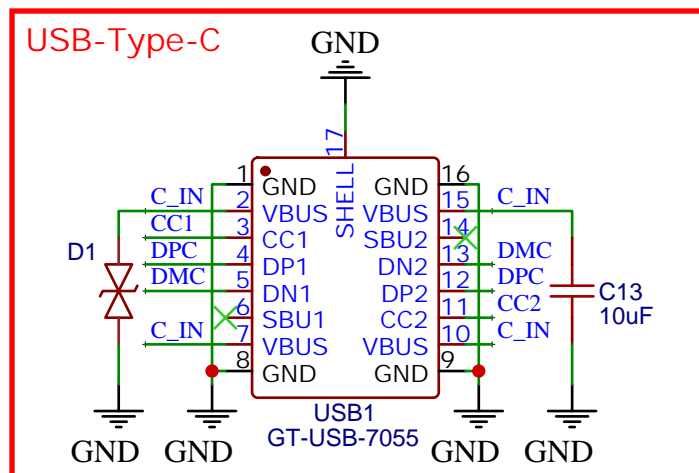 USB-Type-C
GND
17
SHELL
1 GND GND 16
C_IN 2 VBUS VBUS 15 C_IN
CC1 3 CC1 SBU2 14
DPC 4 DP1 DN2 13 DMC
DMC 5 DN1 DP2 12 DPC
6 SBU1 CC2 11 CC2
C_IN 7 VBUS VBUS 10 C_IN
8 GND GND 9
D1
C13
10uF
USB1
GT-USB-7055
GND GND GND GND